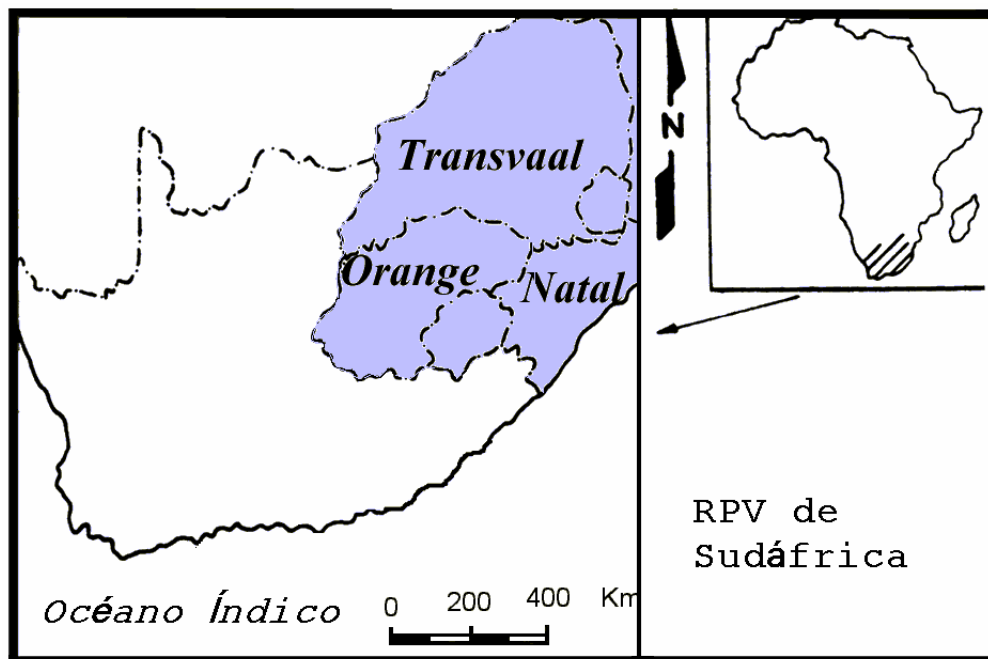 Transvaal
Orange
Natal
Océano Índico
0 200 400 Km
N
RPV de
Sudáfrica